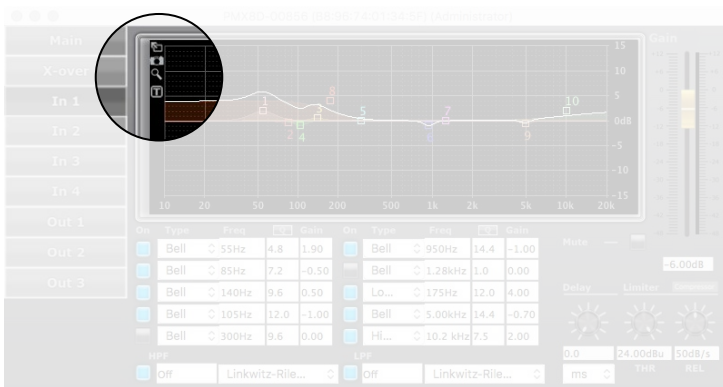 PMX80-
Main
X-over
In 1
In 2
In 3
In 4
Out 1
Out 2
Out 3
T
15
10
5
0dB
-5
-10
-15
1
2
3
4
5
7
8
9
10
10 20 50 100 200 500 1k 2k 5k 10k 20k
Gain
Mute
-6.00dB
On Type Freq Gain On Type Freq Gain
Bell 55Hz 4.8 1.90 Bell 950Hz 14.4 -1.00
Bell 85Hz 7.2 -0.50 Bell 1.28kHz 1.0 0.00
Bell 140Hz 9.6 0.50 Lo... 175Hz 12.0 4.00
Bell 105Hz 12.0 -1.00 Bell 5.00kHz 14.4 -0.70
Bell 300Hz 9.6 0.00 Hi... 10.2 kHz 7.5 2.00
HPF LPF
Off Linkwitz-Rile... Off Linkwitz-Rile...
Delay Limiter
0.0 24.00dBu 50dB/s
ms THR REL